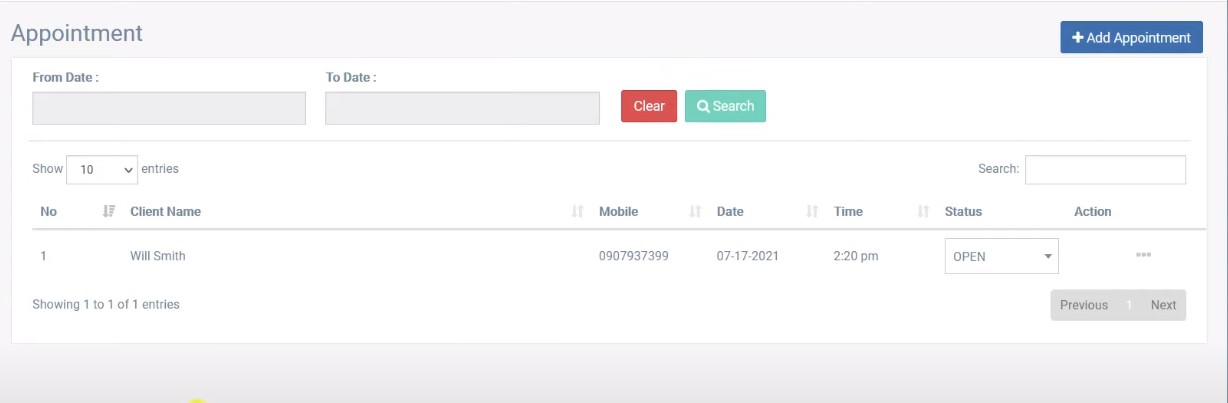 Appointment
Add Appointment
From Date :
To Date :
Clear
Search
Show 10 entries
Search:
No Client Name Mobile Date Time Status Action
1 Will Smith 0907937399 07-17-2021 2:20 pm OPEN
Showing 1 to 1 of 1 entries
Previous 1 Next